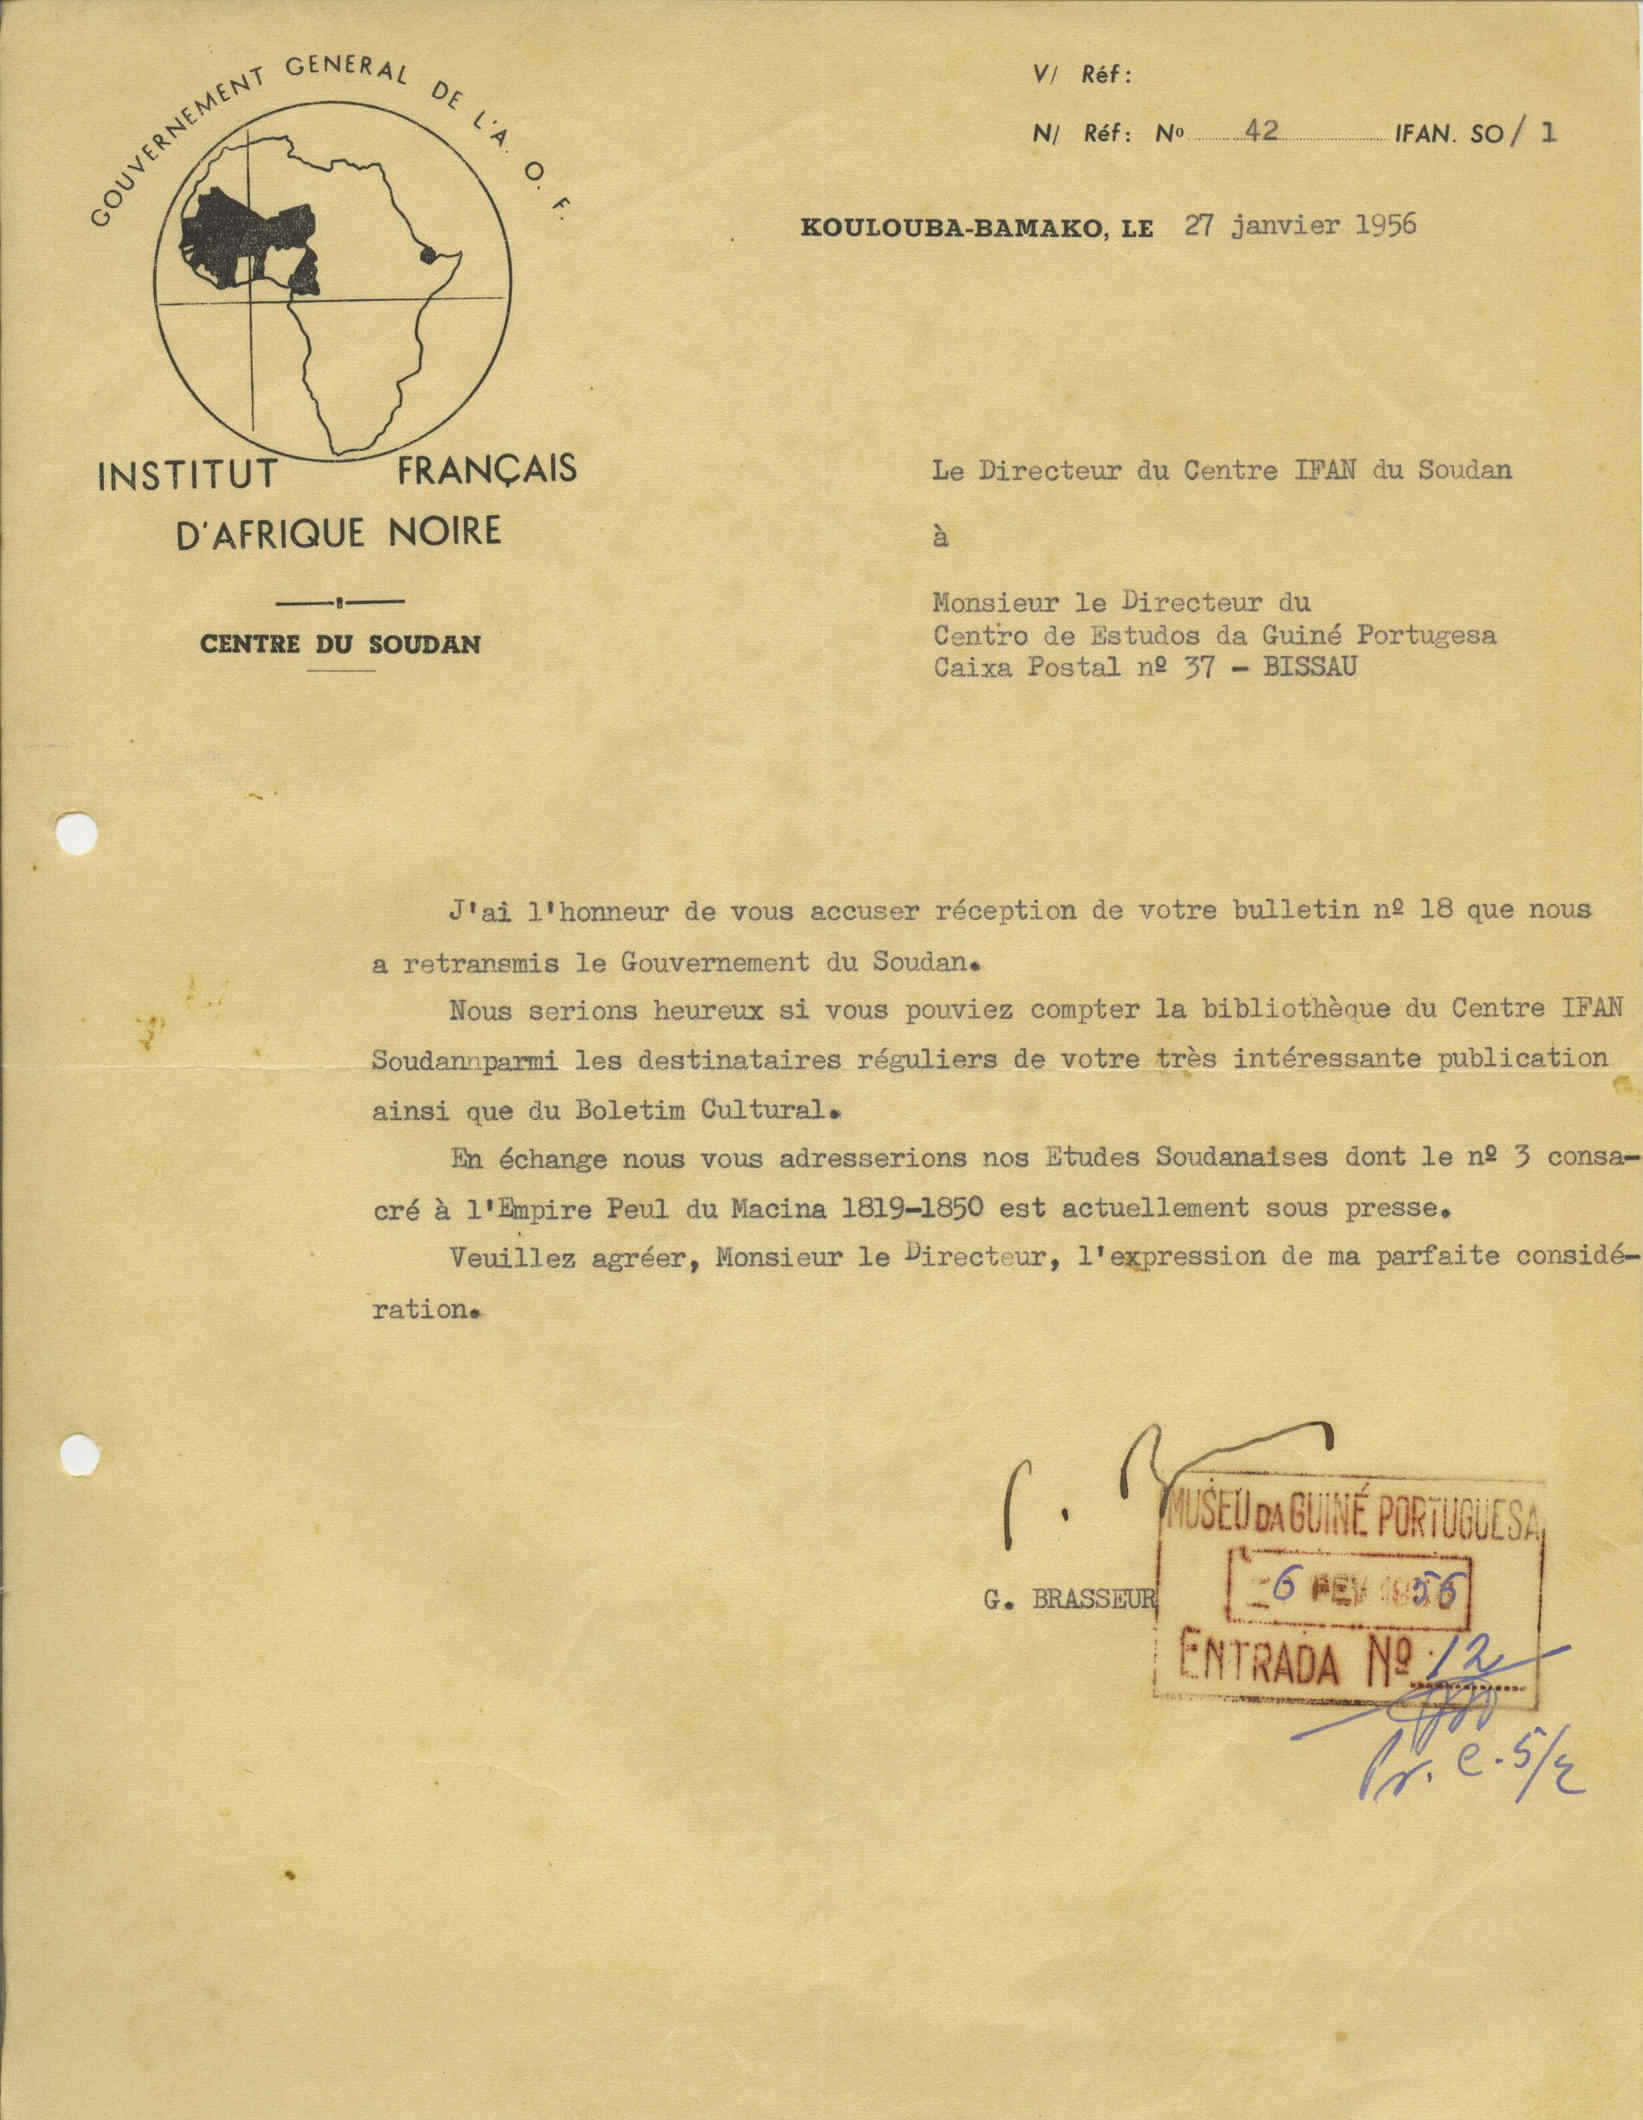 GOUVERNEMENT GENERAL DE L'A. O. F.
V/ Réf:
N/ Réf: Nº 42 IFAN. SO/ 1
KOULOUBA-BAMAKO, LE 27 janvier 1956
INSTITUT FRANÇAIS
D'AFRIQUE NOIRE
CENTRE DU SOUDAN
Le Directeur du Centre IFAN du Soudan
à
Monsieur le Directeur du
Centro de Estudos da Guiné Portugesa
Caixa Postal nº 37 - BISSAU
J'ai l'honneur de vous accuser réception de votre bulletin nº 18 que nous
a retransmis le Gouvernement du Soudan.
Nous serions heureux si vous pouviez compter la bibliothèque du Centre IFAN
Soudannparmi les destinataires réguliers de votre très intéressante publication
ainsi que du Boletim Cultural.
En échange nous vous adresserions nos Etudes Soudanaises dont le nº 3 consa-
cré à l'Empire Peul du Macina 1819-1850 est actuellement sous presse.
Veuillez agréer, Monsieur le Directeur, l'expression de ma parfaite considé-
ration.
G. BRASSEUR
MUSEU DA GUINÉ PORTUGUESA
-6 FEV 1956
ENTRADA Nº 12